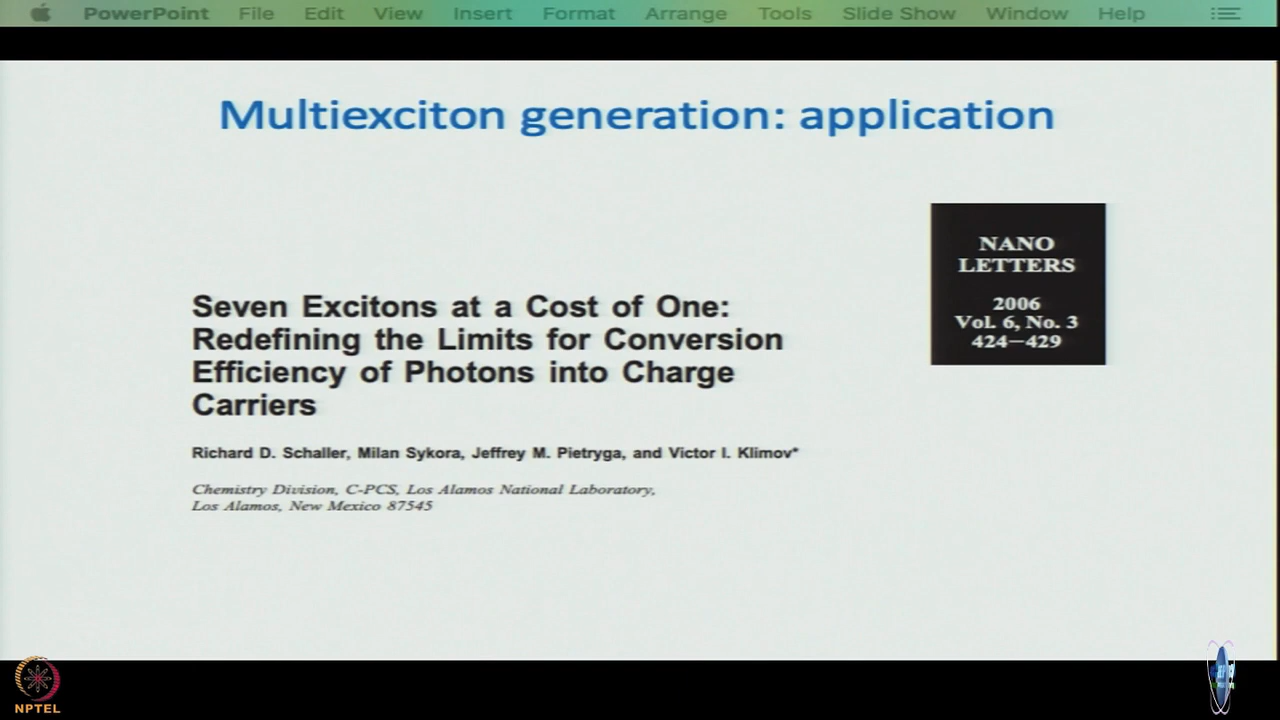 PowerPoint File Edit View Insert Format Arrange Tools Slide Show Window Help
Multiexciton generation: application
NANO
LETTERS
2006
Vol. 6, No. 3
424–429
Seven Excitons at a Cost of One:
Redefining the Limits for Conversion
Efficiency of Photons into Charge
Carriers
Richard D. Schaller, Milan Sykora, Jeffrey M. Pietryga, and Victor I. Klimov*
Chemistry Division, C-PCS, Los Alamos National Laboratory,
Los Alamos, New Mexico 87545
NPTEL